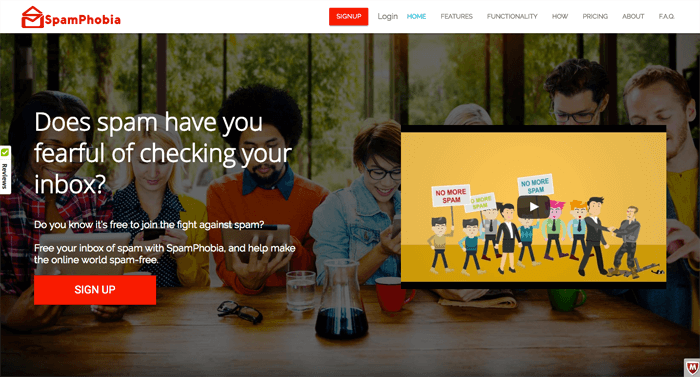 SpamPhobia
SIGNUP
Login
HOME
FEATURES
FUNCTIONALITY
HOW
PRICING
ABOUT
F.A.Q.
Does spam have you
fearful of checking your
inbox?
Do you know it's free to join the fight against spam?
Free your inbox of spam with SpamPhobia, and help make
the online world spam-free.
SIGN UP
Reviews
NO MORE
SPAM
O MORE
SPAM
NO MORE
SPAM